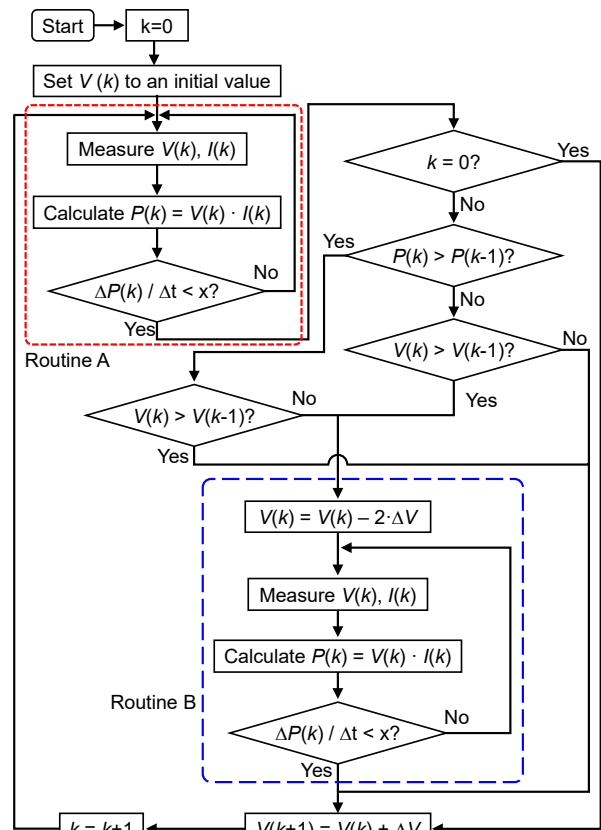 Start
k=0
Set V (k) to an initial value
Measure V(k), I(k)
Calculate P(k) = V(k) · I(k)
ΔP(k) / Δt < x?
No
Yes
Routine A
k = 0?
Yes
No
P(k) > P(k-1)?
Yes
No
V(k) > V(k-1)?
No
Yes
V(k) > V(k-1)?
No
Yes
V(k) = V(k) – 2·ΔV
Measure V(k), I(k)
Calculate P(k) = V(k) · I(k)
Routine B
ΔP(k) / Δt < x?
No
Yes
k = k+1
V(k+1) = V(k) + ΔV